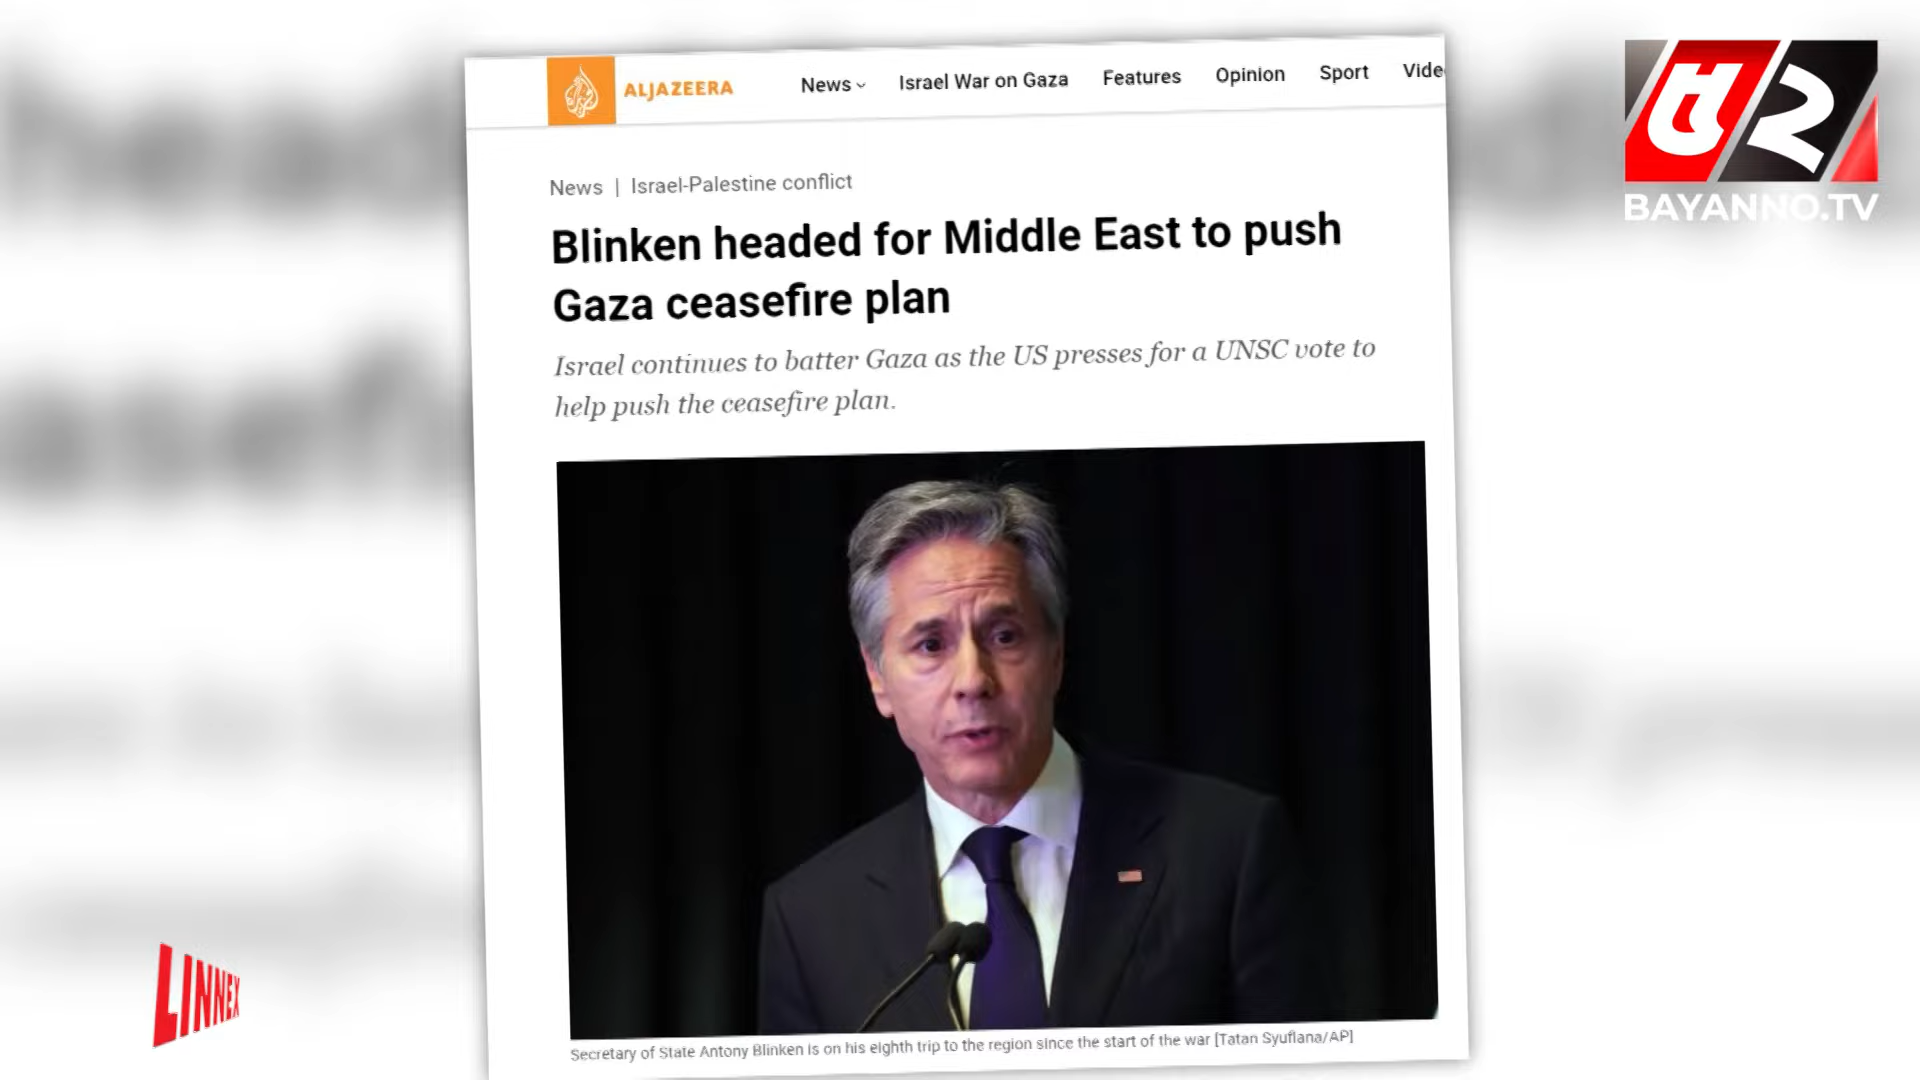 ALJAZEERA
News Israel War on Gaza Features Opinion Sport Vide
News | Israel-Palestine conflict
Blinken headed for Middle East to push
Gaza ceasefire plan
Israel continues to batter Gaza as the US presses for a UNSC vote to
help push the ceasefire plan.
Secretary of State Antony Blinken is on his eighth trip to the region since the start of the war [Tatan Syuflana/AP]
৫২
BAYANNO.TV
LINNEX